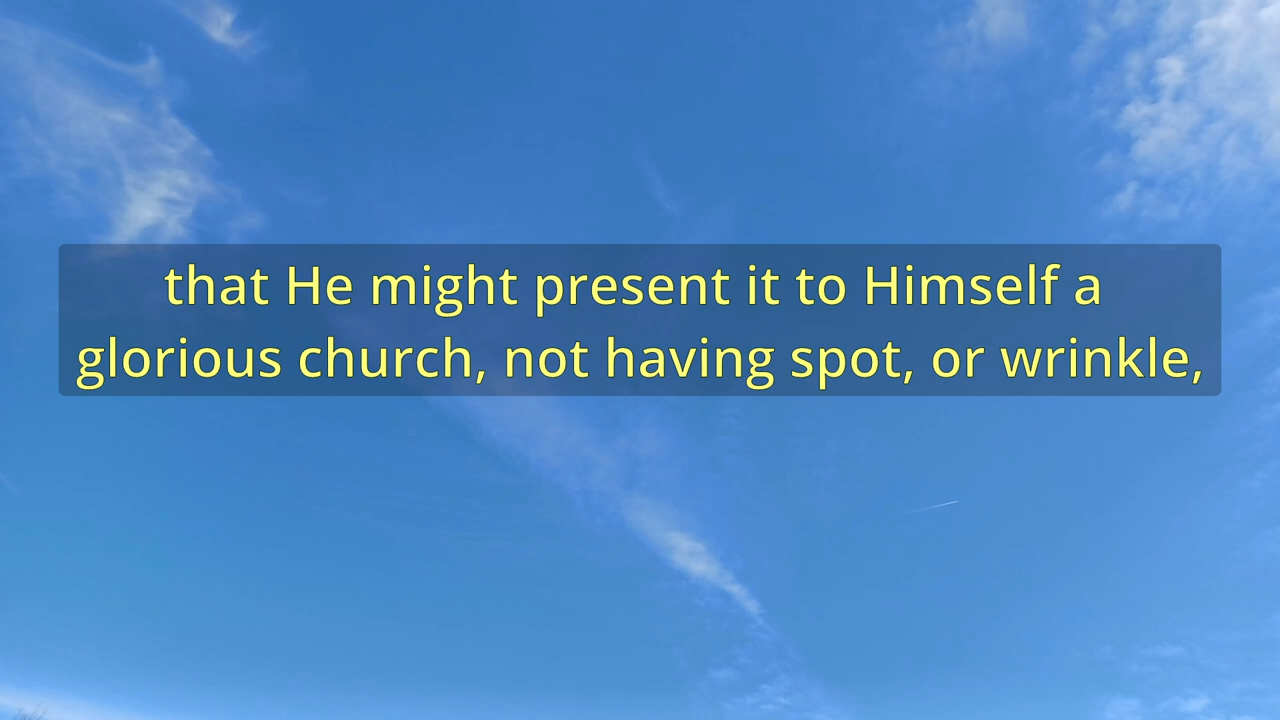 that He might present it to Himself a
glorious church, not having spot, or wrinkle,